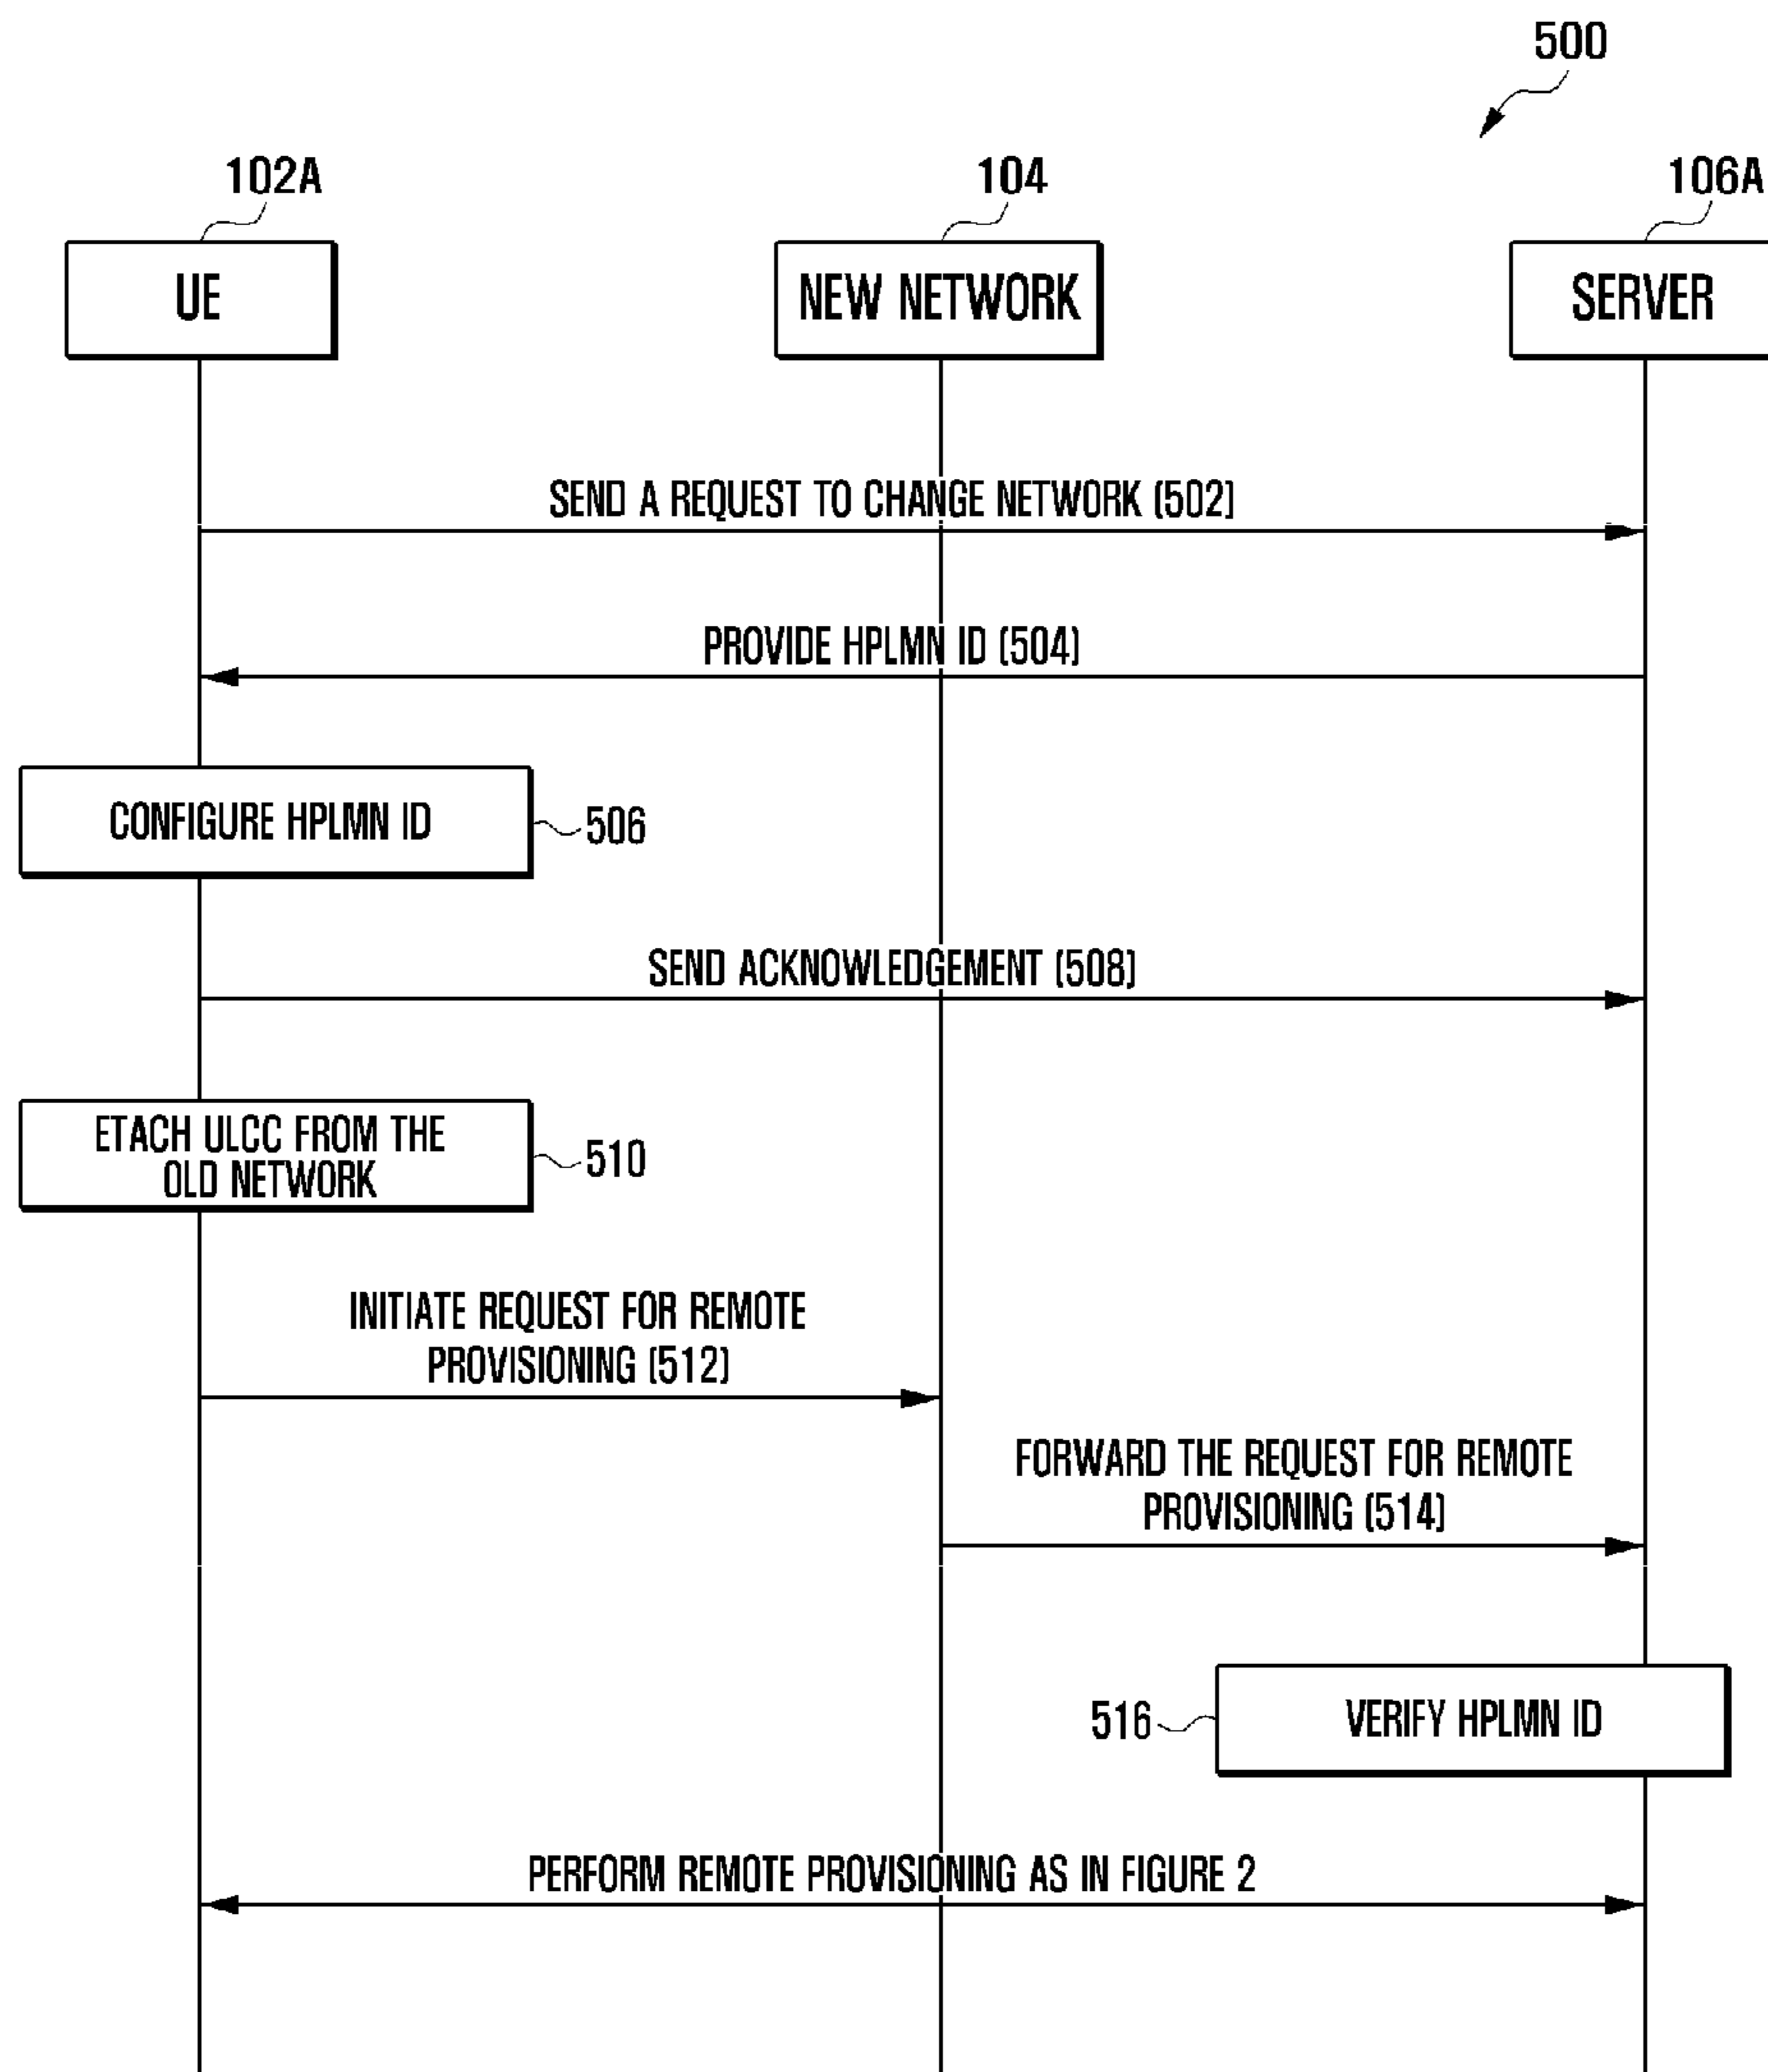 500
102A
104
106A
UE
NEW NETWORK
SERVER
SEND A REQUEST TO CHANGE NETWORK (502)
PROVIDE HPLMN ID (504)
CONFIGURE HPLMN ID
506
SEND ACKNOWLEDGEMENT (508)
ETACH ULCC FROM THE
OLD NETWORK
510
INITIATE REQUEST FOR REMOTE
PROVISIONING (512)
FORWARD THE REQUEST FOR REMOTE
PROVISIONING (514)
516
VERIFY HPLMN ID
PERFORM REMOTE PROVISIONING AS IN FIGURE 2